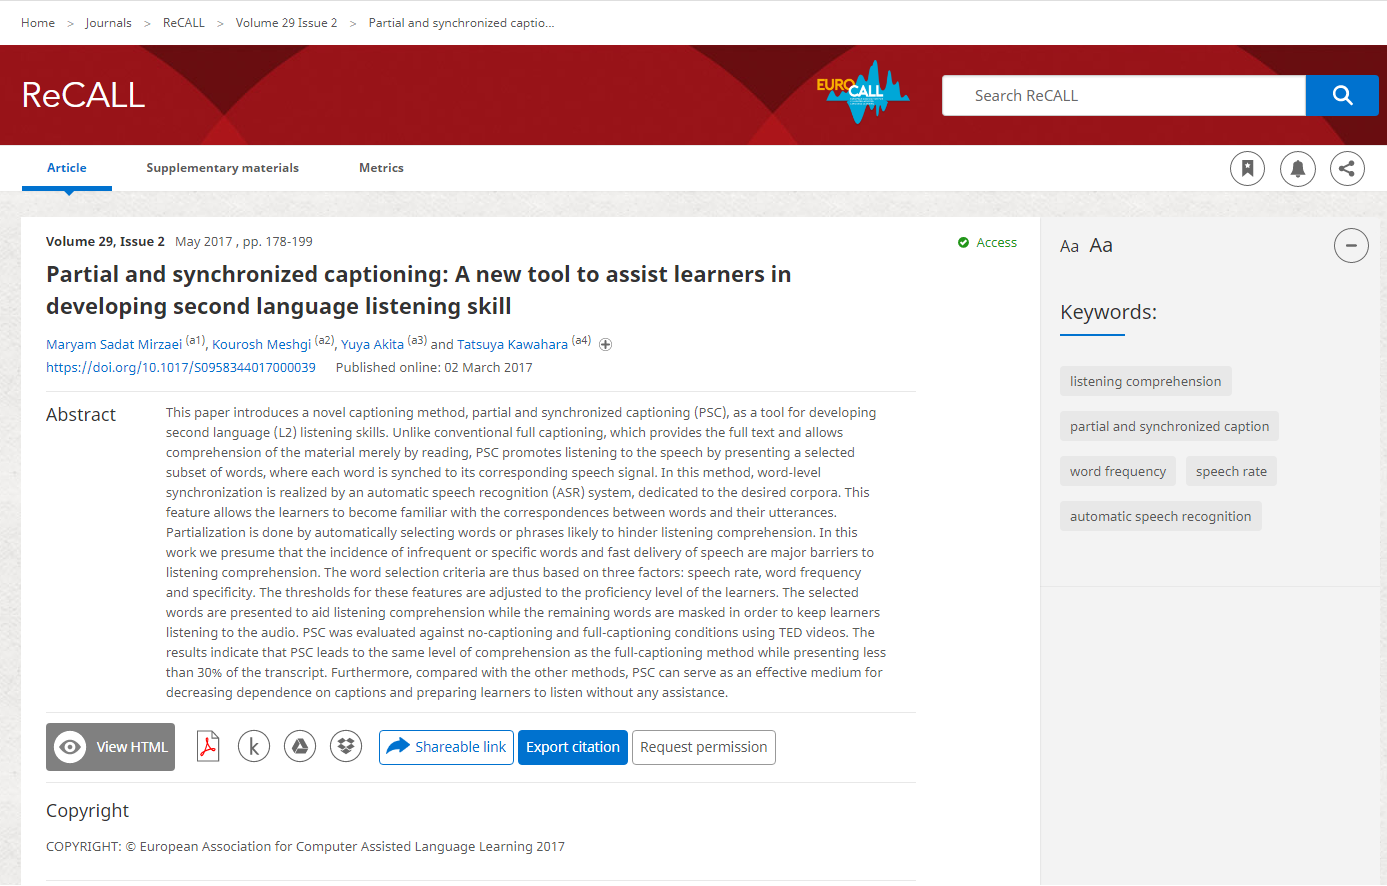 Home > Journals > ReCALL > Volume 29 Issue 2 > Partial and synchronized captio...
ReCALL
EURO
CALL
Search ReCALL
Article Supplementary materials Metrics
Volume 29, Issue 2 May 2017 , pp. 178-199
Access
Partial and synchronized captioning: A new tool to assist learners in
developing second language listening skill
Maryam Sadat Mirzaei (a1), Kourosh Meshgi (a2), Yuya Akita (a3) and Tatsuya Kawahara (a4)
https://doi.org/10.1017/S0958344017000039 Published online: 02 March 2017
Abstract
This paper introduces a novel captioning method, partial and synchronized captioning (PSC), as a tool for developing
second language (L2) listening skills. Unlike conventional full captioning, which provides the full text and allows
comprehension of the material merely by reading, PSC promotes listening to the speech by presenting a selected
subset of words, where each word is synched to its corresponding speech signal. In this method, word-level
synchronization is realized by an automatic speech recognition (ASR) system, dedicated to the desired corpora. This
feature allows the learners to become familiar with the correspondences between words and their utterances.
Partialization is done by automatically selecting words or phrases likely to hinder listening comprehension. In this
work we presume that the incidence of infrequent or specific words and fast delivery of speech are major barriers to
listening comprehension. The word selection criteria are thus based on three factors: speech rate, word frequency
and specificity. The thresholds for these features are adjusted to the proficiency level of the learners. The selected
words are presented to aid listening comprehension while the remaining words are masked in order to keep learners
listening to the audio. PSC was evaluated against no-captioning and full-captioning conditions using TED videos. The
results indicate that PSC leads to the same level of comprehension as the full-captioning method while presenting less
than 30% of the transcript. Furthermore, compared with the other methods, PSC can serve as an effective medium for
decreasing dependence on captions and preparing learners to listen without any assistance.
View HTML k Shareable link Export citation Request permission
Copyright
COPYRIGHT: © European Association for Computer Assisted Language Learning 2017
Aa Aa
Keywords:
listening comprehension
partial and synchronized caption
word frequency speech rate
automatic speech recognition